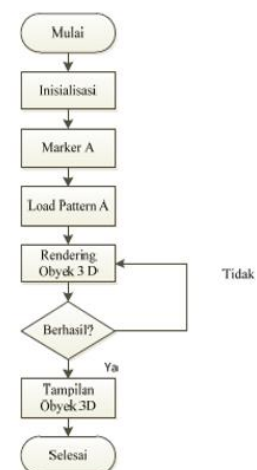 Mulai
Inisialisasi
Marker A
Load Pattern A
Rendering
Obyek 3 D
Tidak
Berhasil?
Ya
Tampilan
Obyek 3D
Selesai